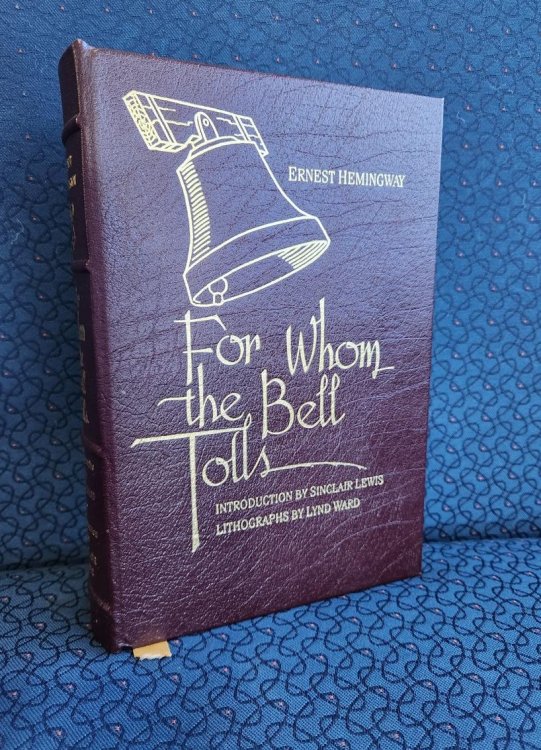 ERNEST HEMINGWAY
For Whom
the Bell
Tolls
INTRODUCTION BY SINCLAIR LEWIS
LITHOGRAPHS BY LYND WARD